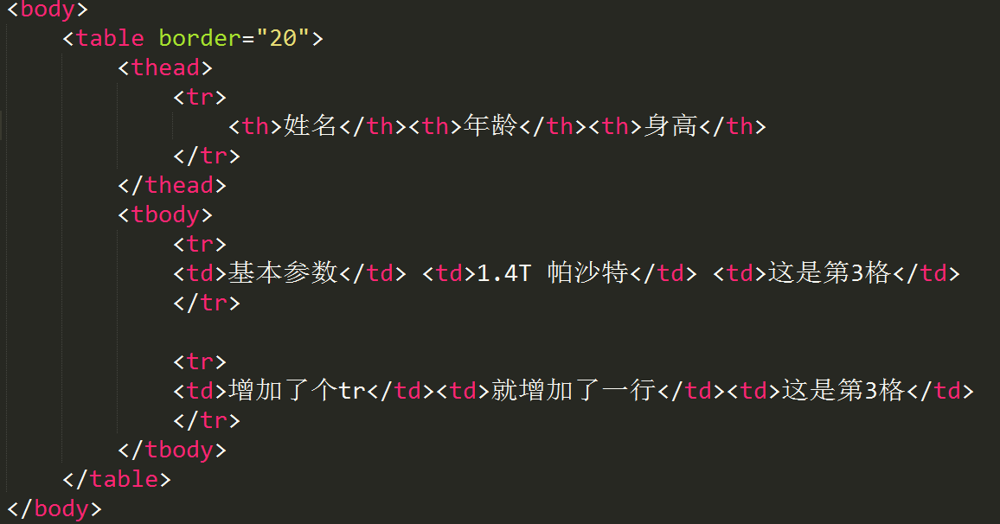 <body>
<table border="20">
<thead>
<tr>
<th>姓名</th><th>年龄</th><th>身高</th>
</tr>
</thead>
<tbody>
<tr>
<td>基本参数</td> <td>1.4T 帕沙特</td> <td>这是第3格</td>
</tr>
<tr>
<td>增加了个tr</td><td>就增加了一行</td><td>这是第3格</td>
</tr>
</tbody>
</table>
</body>